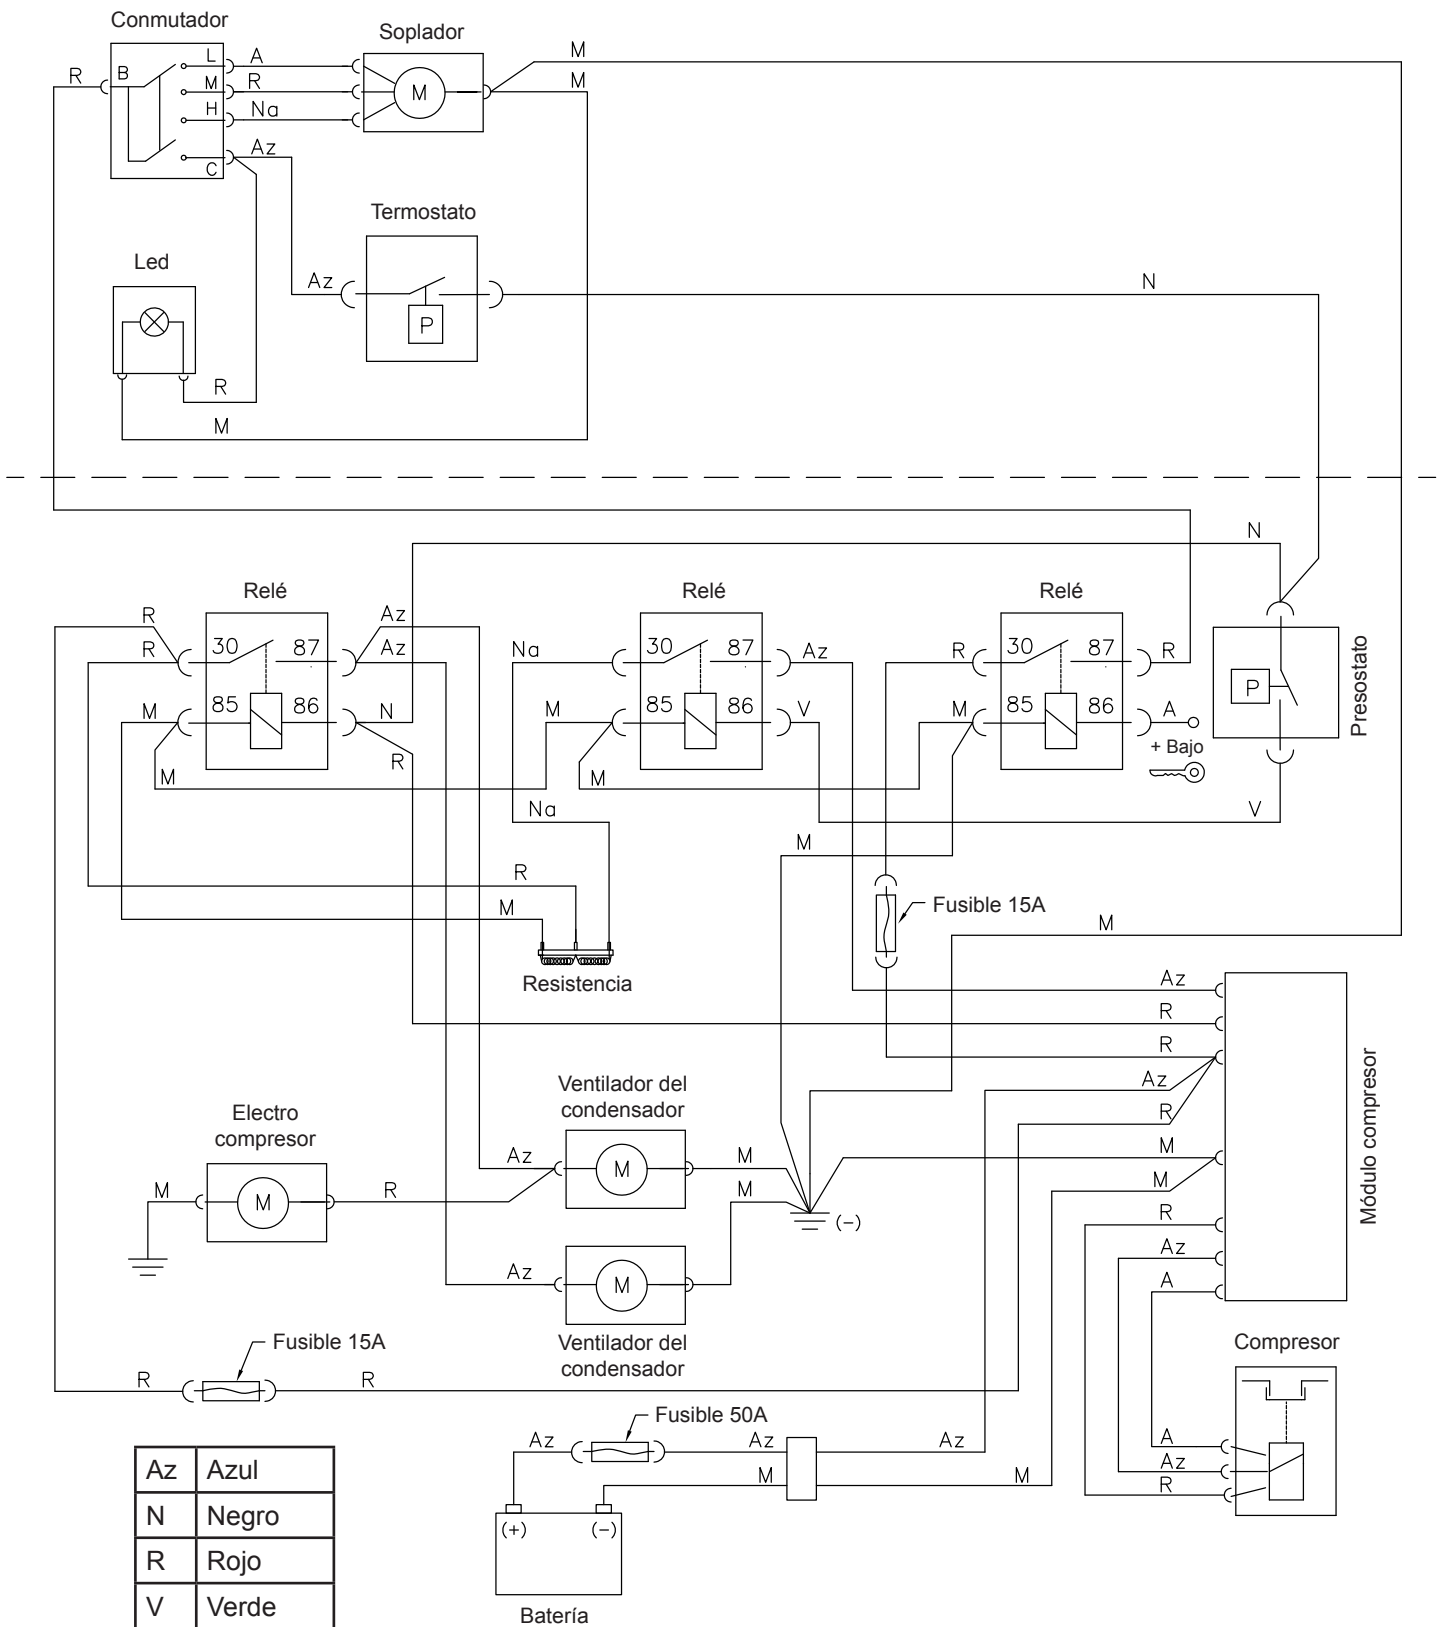 Conmutador
Soplador
M
R
B
L
A
M
R
H
Na
C
Az
M
M
Termostato
Led
Az
P
N
R
M
N
Relé
Relé
Relé
R
Az
30
87
R
Az
Na
30
87
Az
R
30
87
R
M
85
86
N
M
85
86
V
M
85
86
A
P
Presostato
R
+ Bajo
M
M
Na
V
M
R
M
Fusible 15A
M
Resistencia
Az
R
R
Az
R
M
M
R
Az
A
Módulo compresor
Ventilador del
condensador
Electro
compresor
Az
M
M
M
M
M
R
M
(-)
Az
M
Ventilador del
condensador
Fusible 15A
R
R
Compresor
Fusible 50A
Az
Az
Az
M
M
A
Az
R
(+)
(-)
Batería
Az Azul
N Negro
R Rojo
V Verde